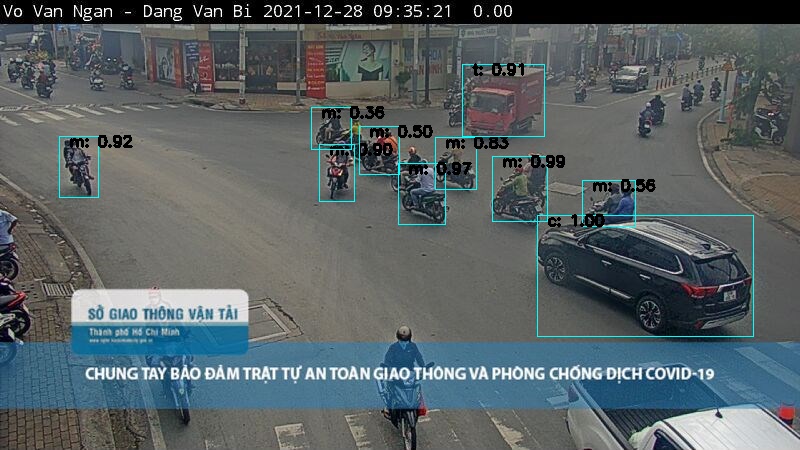 Vo Van Ngan - Dang Van Bi 2021-12-28 09:35:21 0.00
t: 0.91
m: 0.36
m: 0.50
m: 0.92
m: 0.83
m: 0.90
m: 0.97
m: 0.99
m: 0.56
c: 1.00
SỞ GIAO THÔNG VẬN TẢI
Thành phố Hồ Chí Minh
CHUNG TAY BẢO ĐẢM TRẬT TỰ AN TOÀN GIAO THÔNG VÀ PHÒNG CHỐNG DỊCH COVID-19